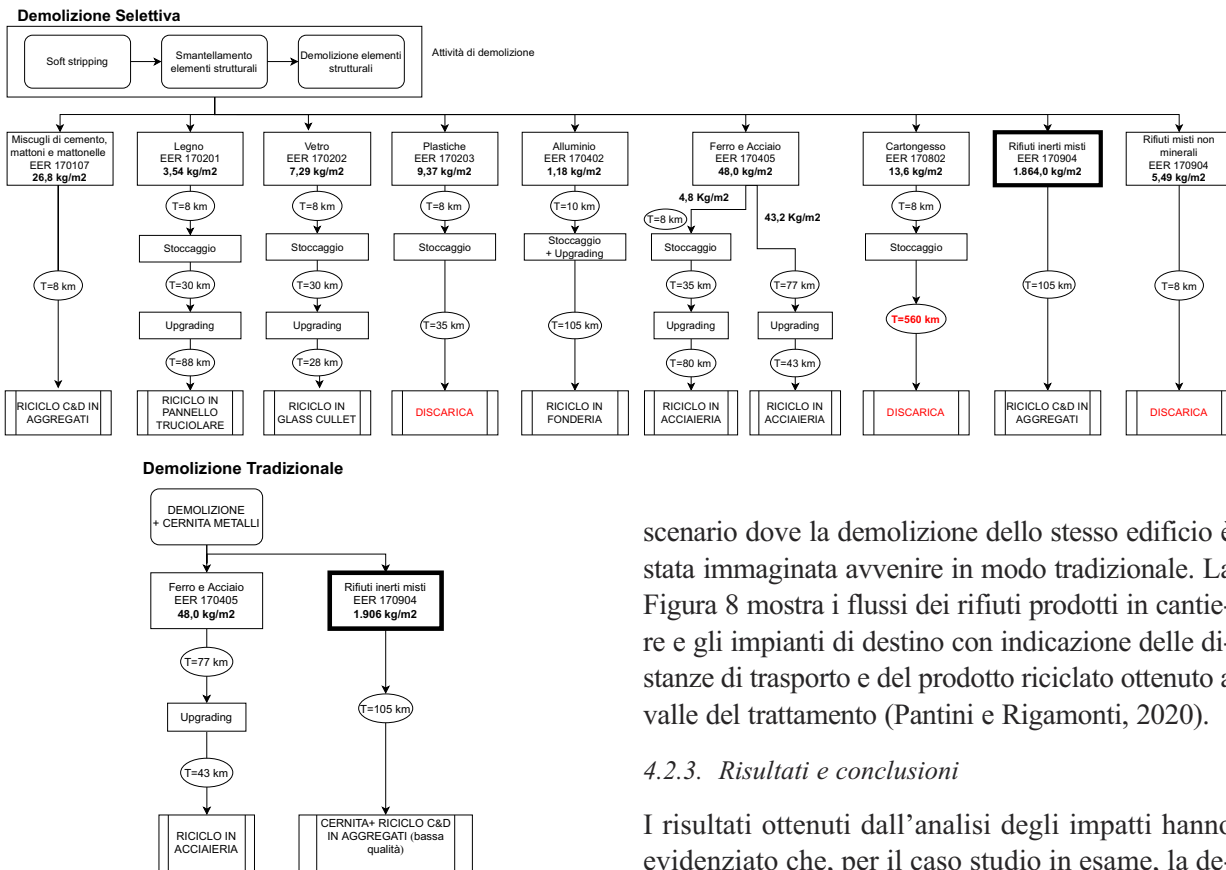 Demolizione Selettiva
Soft stripping
Smantellamento
elementi strutturali
Demolizione elementi
strutturali
Attività di demolizione
Miscugli di cemento,
mattoni e mattonelle
EER 170107
26,8 kg/m2
Legno
EER 170201
3,54 kg/m2
Vetro
EER 170202
7,29 kg/m2
Plastiche
EER 170203
9,37 kg/m2
Alluminio
EER 170402
1,18 kg/m2
Ferro e Acciaio
EER 170405
48,0 kg/m2
Cartongesso
EER 170802
13,6 kg/m2
Rifiuti inerti misti
EER 170904
1.864,0 kg/m2
Rifiuti misti non
minerali
EER 170904
5,49 kg/m2
T=8 km
T=8 km
T=8 km
T=10 km
4,8 Kg/m2
T=8 km
43,2 Kg/m2
T=8 km
Stoccaggio
Stoccaggio
Stoccaggio
Stoccaggio
+ Upgrading
Stoccaggio
Stoccaggio
T=8 km
T=30 km
T=30 km
T=35 km
T=77 km
T=105 km
T=8 km
Upgrading
Upgrading
T=35 km
T=105 km
Upgrading
Upgrading
T=560 km
T=88 km
T=28 km
T=80 km
T=43 km
RICICLO C&D IN
AGGREGATI
RICICLO IN
PANNELLO
TRUCIOLARE
RICICLO IN
GLASS CULLET
DISCARICA
RICICLO IN
FONDERIA
RICICLO IN
ACCIAIERIA
RICICLO IN
ACCIAIERIA
DISCARICA
RICICLO C&D IN
AGGREGATI
DISCARICA
Demolizione Tradizionale
DEMOLIZIONE
+ CERNITA METALLI
Ferro e Acciaio
EER 170405
48,0 kg/m2
Rifiuti inerti misti
EER 170904
1.906 kg/m2
T=77 km
Upgrading
T=105 km
T=43 km
RICICLO IN
ACCIAIERIA
CERNITA+ RICICLO C&D
IN AGGREGATI (bassa
qualità)
scenario dove la demolizione dello stesso edificio è
stata immaginata avvenire in modo tradizionale. La
Figura 8 mostra i flussi dei rifiuti prodotti in cantie-
re e gli impianti di destino con indicazione delle di-
stanze di trasporto e del prodotto riciclato ottenuto a
valle del trattamento (Pantini e Rigamonti, 2020).
4.2.3. Risultati e conclusioni
I risultati ottenuti dall'analisi degli impatti hanno
evidenziato che, per il caso studio in esame, la de-